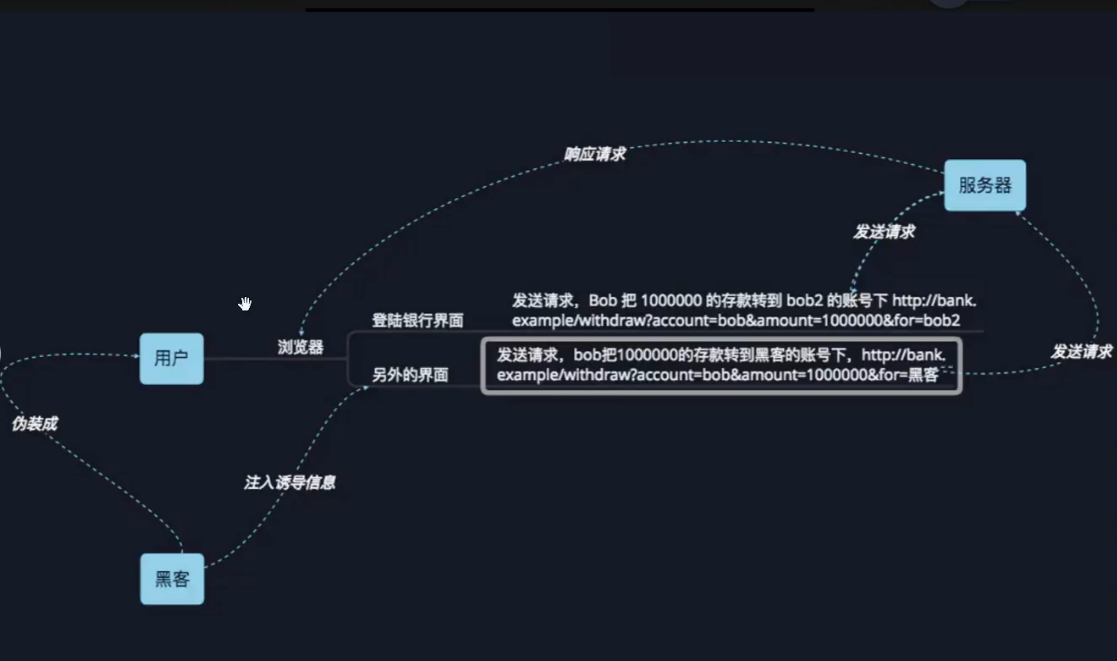 响应请求
服务器
发送请求
发送请求，Bob 把 1000000 的存款转到 bob2 的账号下 http://bank.
example/withdraw?account=bob&amount=1000000&for=bob2
登陆银行界面
用户
浏览器
发送请求，bob把1000000的存款转到黑客的账号下，http://bank.
example/withdraw?account=bob&amount=1000000&for=黑客
发送请求
另外的界面
伪装成
注入诱导信息
黑客